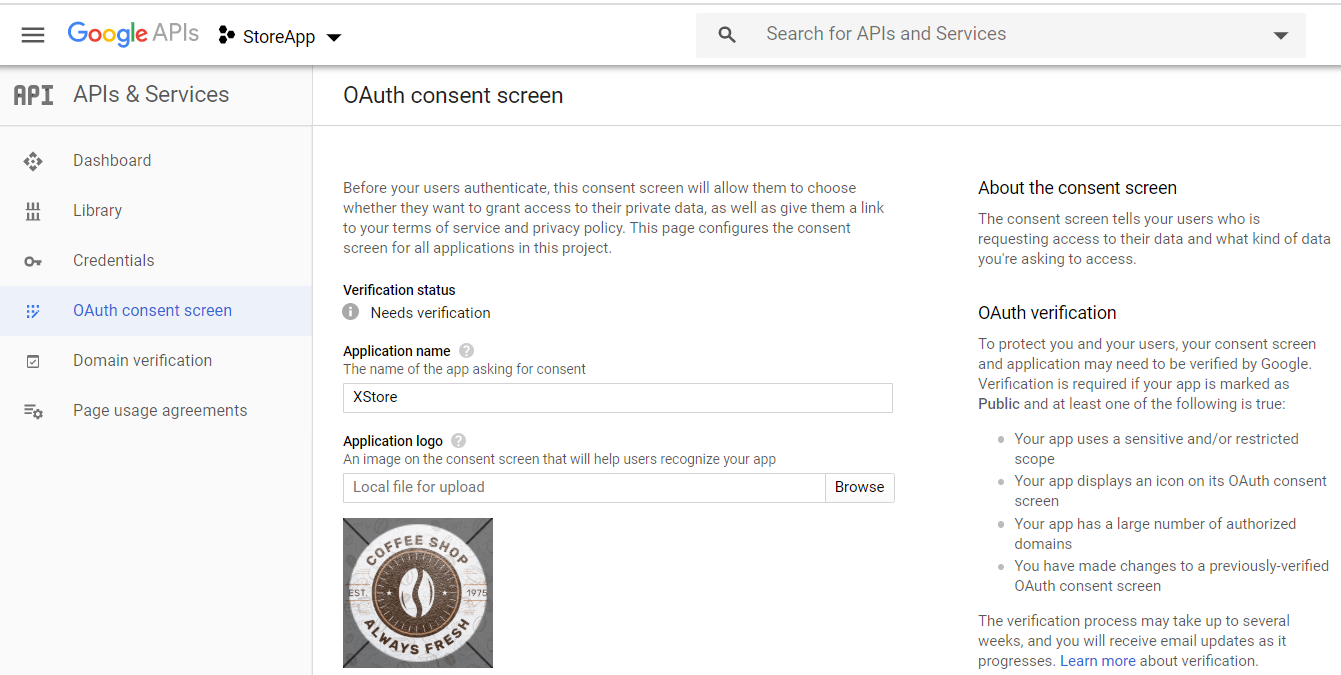 Google APIs
StoreApp
Search for APIs and Services
API APIs & Services
OAuth consent screen
Dashboard
Library
Credentials
OAuth consent screen
Domain verification
Page usage agreements
Before your users authenticate, this consent screen will allow them to choose
whether they want to grant access to their private data, as well as give them a link
to your terms of service and privacy policy. This page configures the consent
screen for all applications in this project.
Verification status
Needs verification
Application name
The name of the app asking for consent
XStore
Application logo
An image on the consent screen that will help users recognize your app
Local file for upload
Browse
COFFEE SHOP
EST. 1975
ALWAYS FRESH
About the consent screen
The consent screen tells your users who is
requesting access to their data and what kind of data
you're asking to access.
OAuth verification
To protect you and your users, your consent screen
and application may need to be verified by Google.
Verification is required if your app is marked as
Public and at least one of the following is true:
Your app uses a sensitive and/or restricted
scope
Your app displays an icon on its OAuth consent
screen
Your app has a large number of authorized
domains
You have made changes to a previously-verified
OAuth consent screen
The verification process may take up to several
weeks, and you will receive email updates as it
progresses. Learn more about verification.